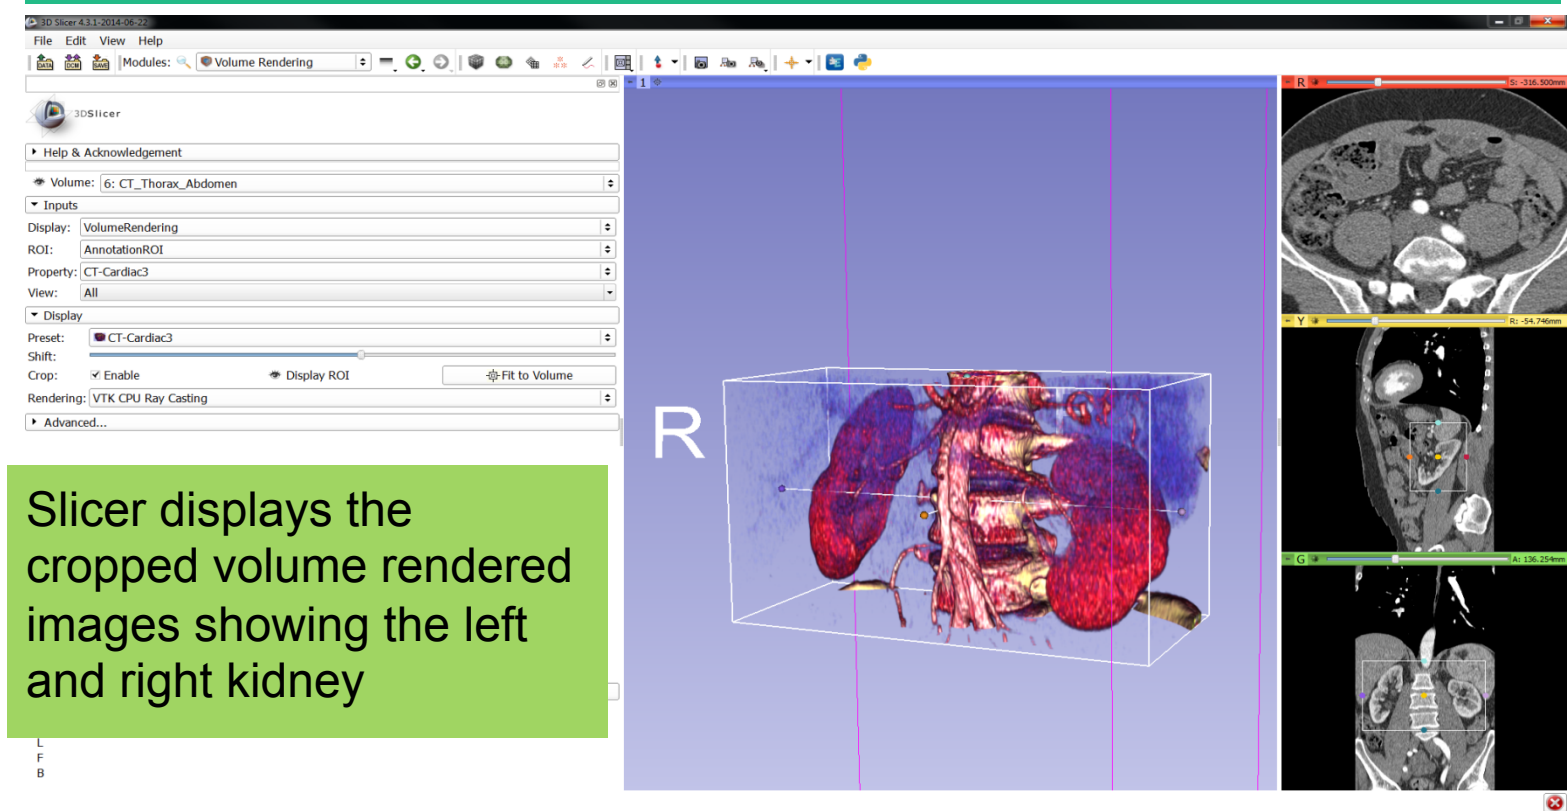 3D Slicer 4.3.1-2014-06-22
File Edit View Help
DATA DCM SAVE Modules: Volume Rendering
1
3DSlicer
Help & Acknowledgement
Volume: 6: CT_Thorax_Abdomen
Inputs
Display: VolumeRendering
ROI: AnnotationROI
Property: CT-Cardiac3
View: All
Display
Preset: CT-Cardiac3
Shift:
Crop: Enable Display ROI Fit to Volume
Rendering: VTK CPU Ray Casting
Advanced...
Slicer displays the
cropped volume rendered
images showing the left
and right kidney
L
F
B
R
R S: -316.500mm
Y R: -54.746mm
G A: 136.254mm